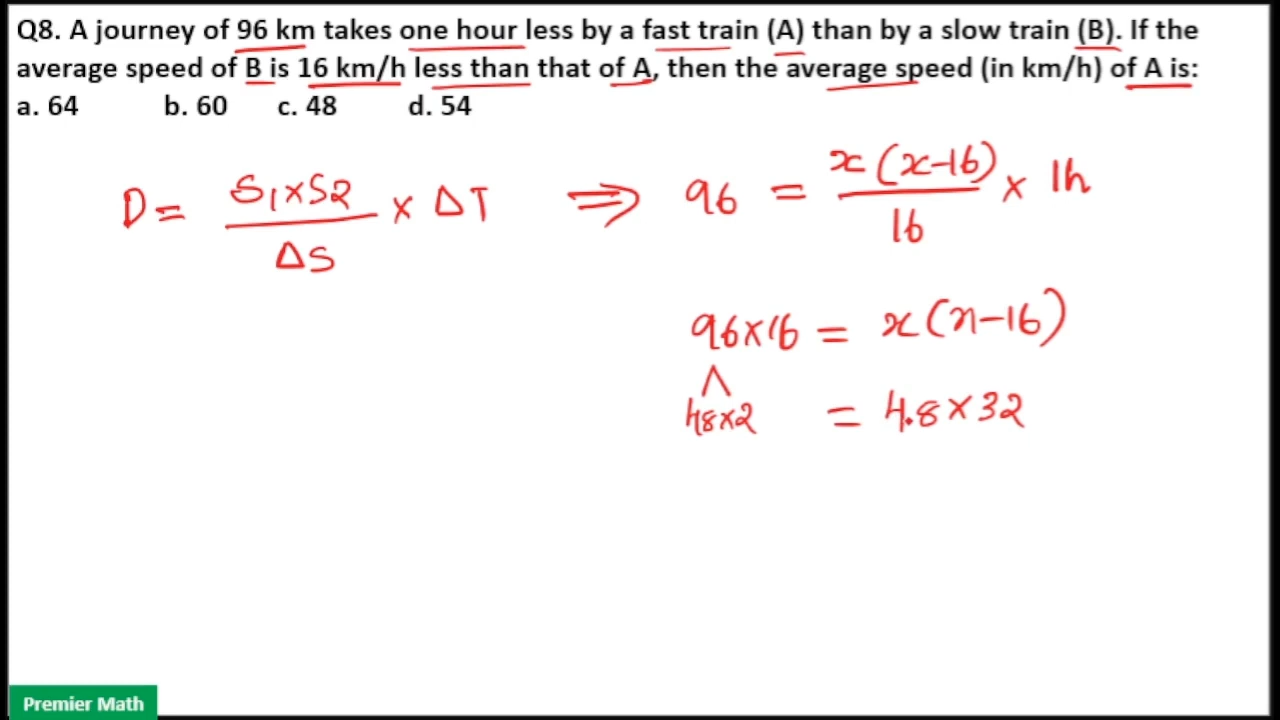 Q8. A journey of 96 km takes one hour less by a fast train (A) than by a slow train (B). If the
average speed of B is 16 km/h less than that of A, then the average speed (in km/h) of A is:
a. 64 b. 60 c. 48 d. 54
D = S1×S2/ΔS × ΔT ⇒ 96 = x(x-16)/16 × 1h
96×16 = x(x-16)
48×2 = 4.8×32
Premier Math